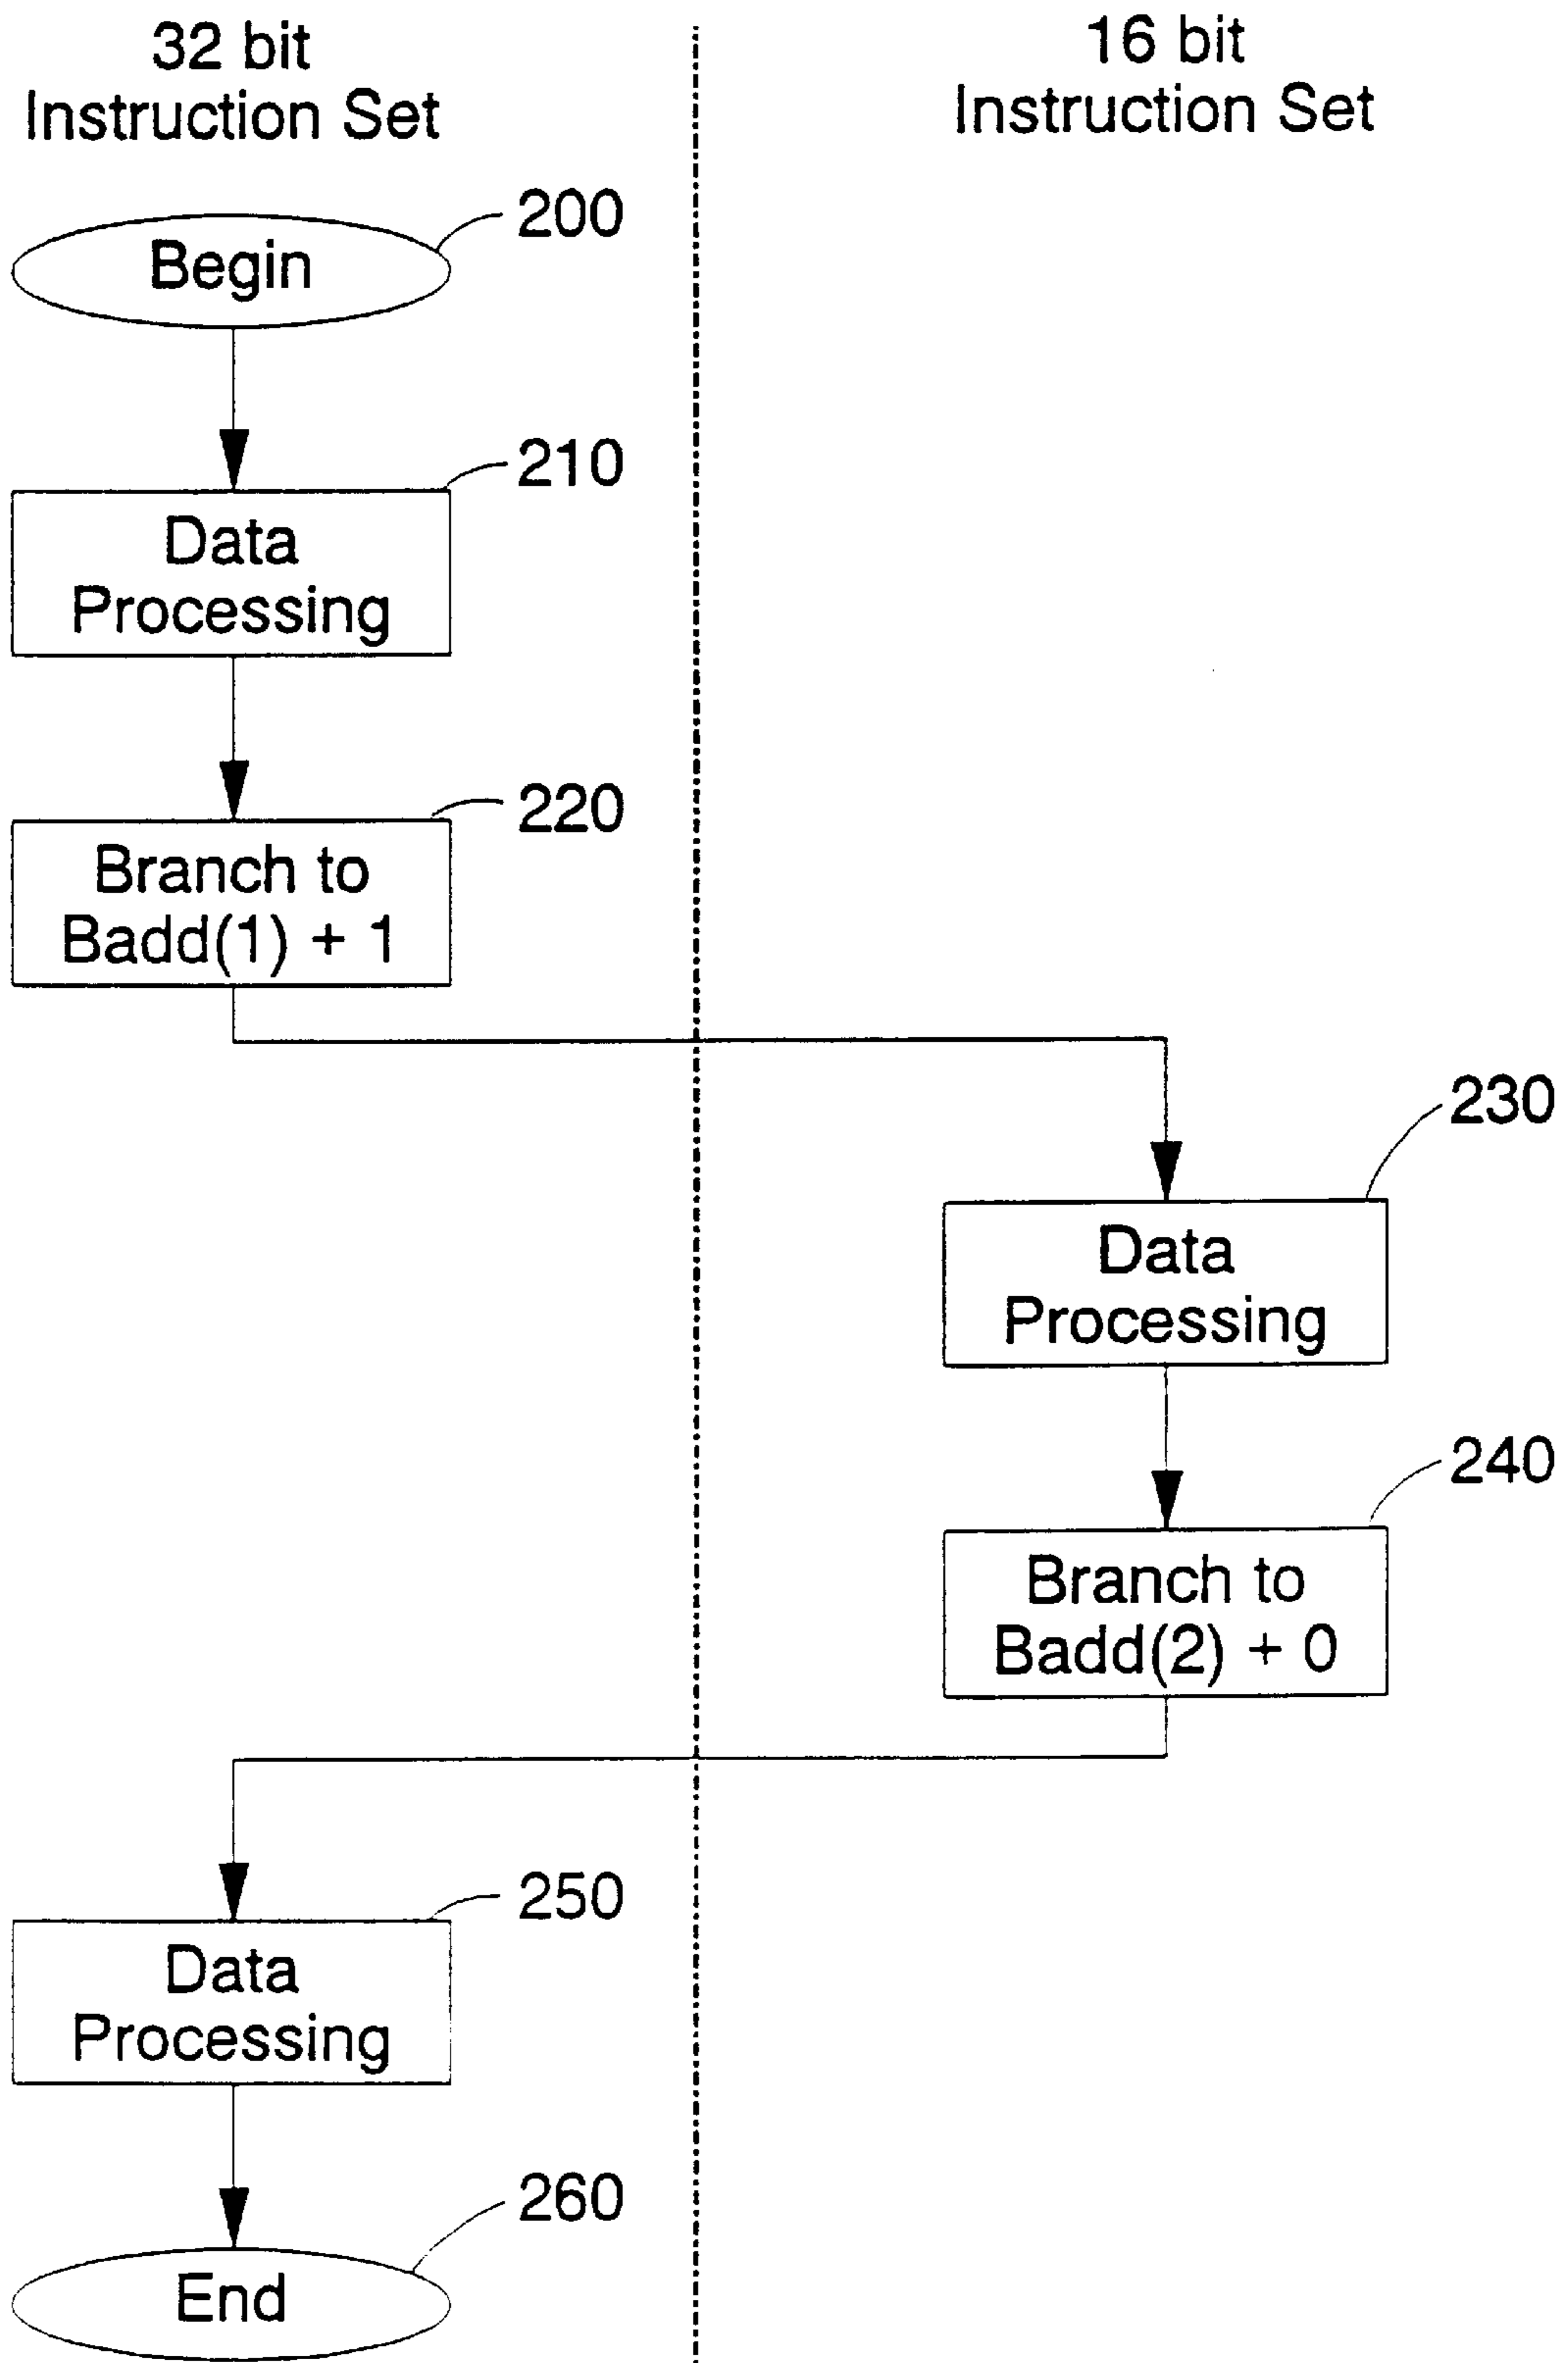 32 bit
Instruction Set
16 bit
Instruction Set
200
Begin
210
Data
Processing
220
Branch to
Badd(1) + 1
230
Data
Processing
240
Branch to
Badd(2) + 0
250
Data
Processing
260
End